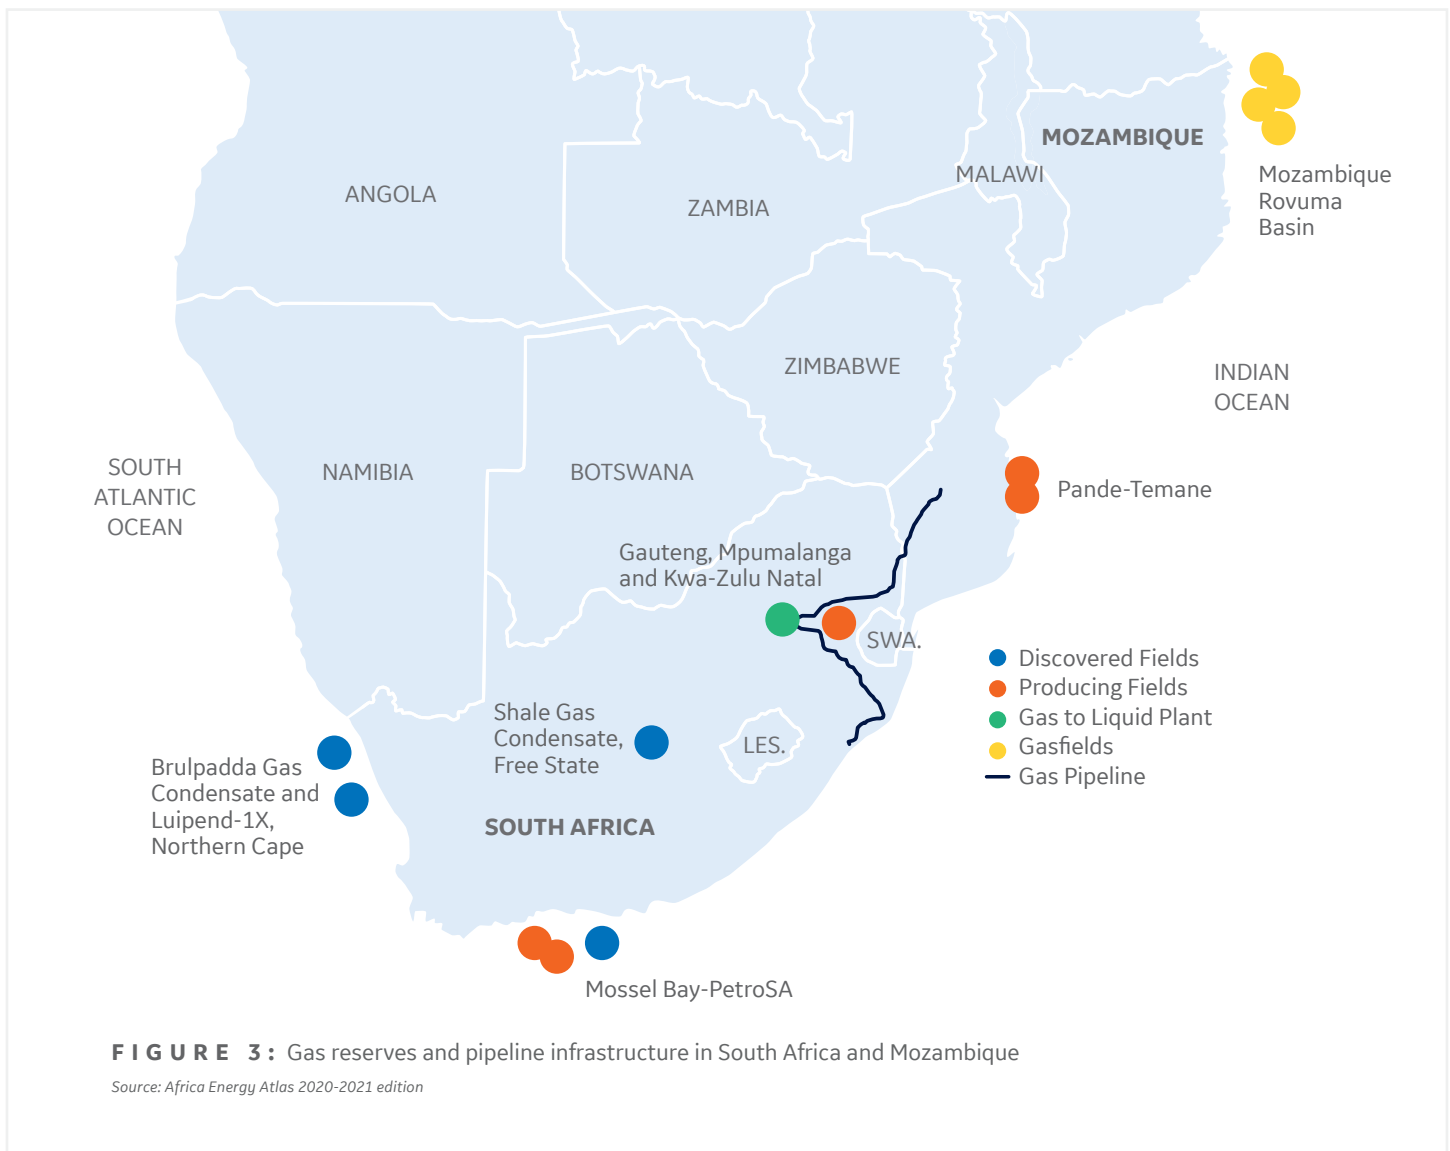 MOZAMBIQUE
MALAWI
Mozambique
Rovuma
Basin
ANGOLA
ZAMBIA
ZIMBABWE
INDIAN
OCEAN
SOUTH
ATLANTIC
OCEAN
NAMIBIA
BOTSWANA
Pande-Temane
Gauteng, Mpumalanga
and Kwa-Zulu Natal
SWA.
Discovered Fields
Producing Fields
Gas to Liquid Plant
Gasfields
Gas Pipeline
Shale Gas
Condensate,
Free State
LES.
Brulpadda Gas
Condensate and
Luipend-1X,
Northern Cape
SOUTH AFRICA
Mossel Bay-PetroSA
FIGURE 3: Gas reserves and pipeline infrastructure in South Africa and Mozambique
Source: Africa Energy Atlas 2020-2021 edition